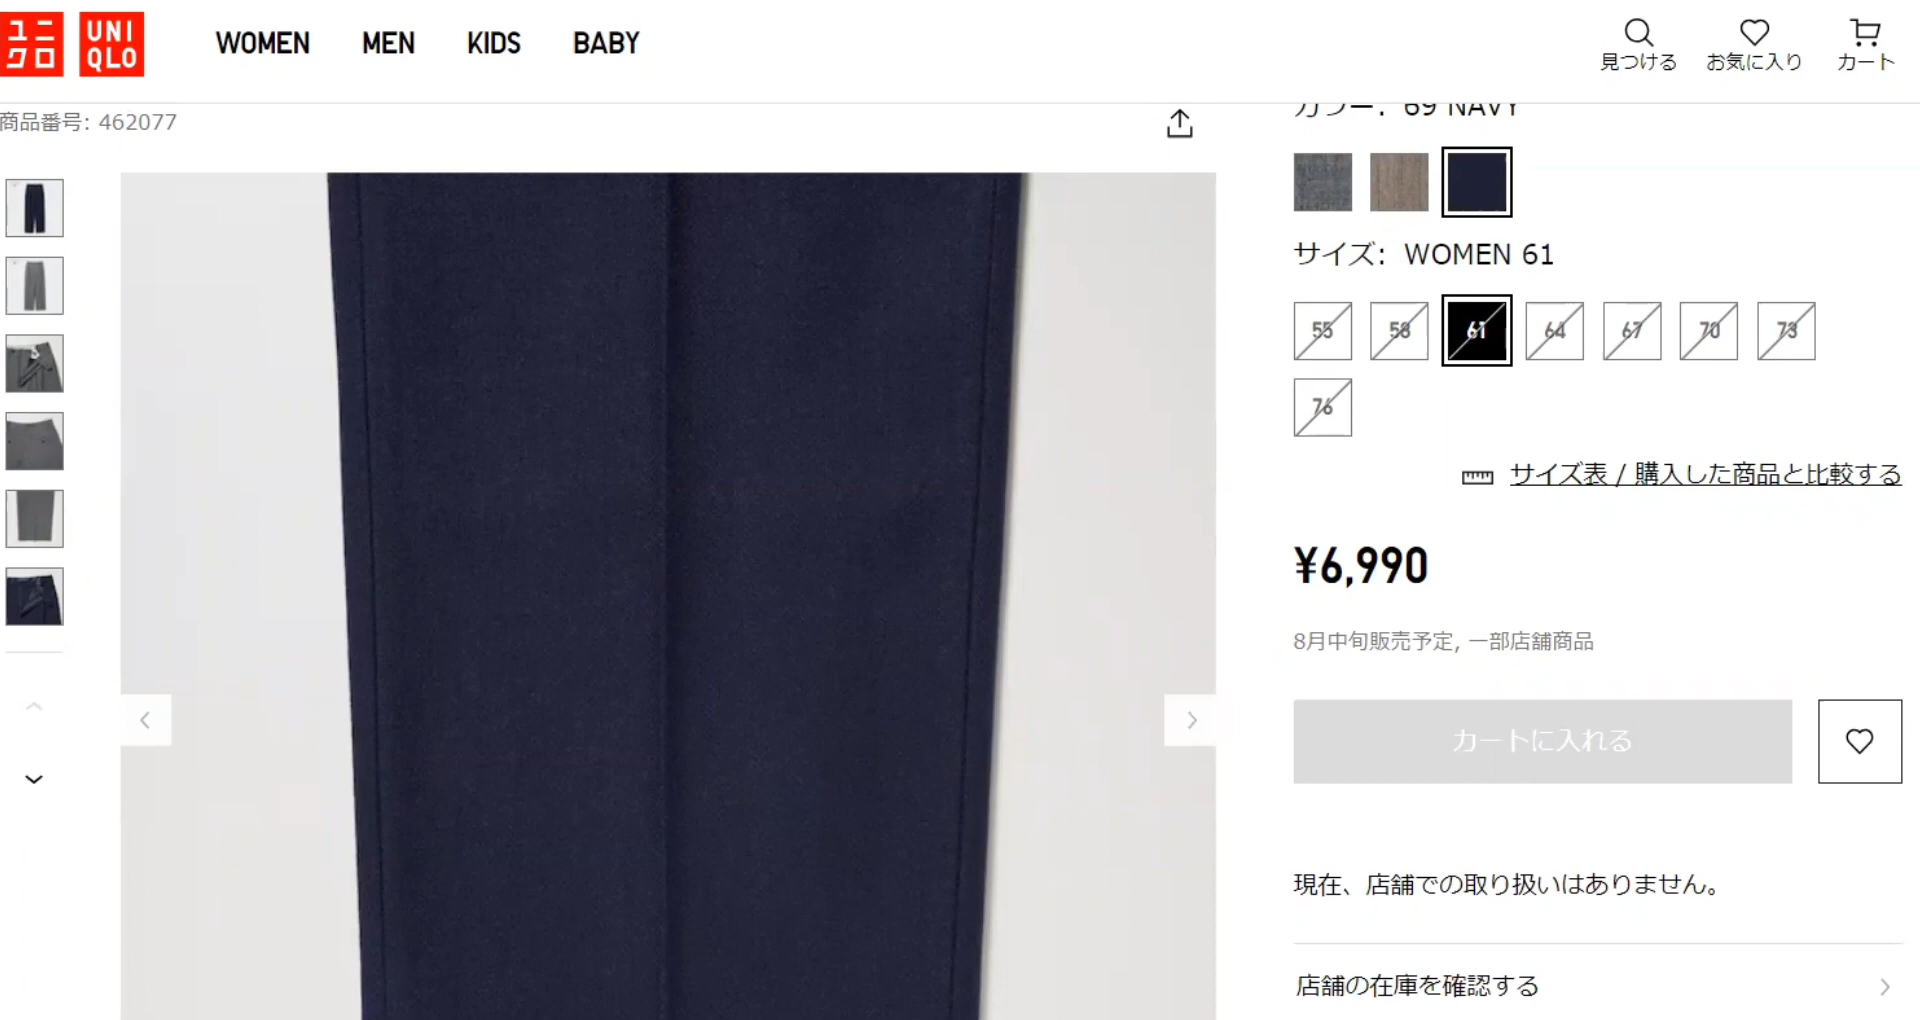 ユニ
クロ
UNI
QLO
WOMEN MEN KIDS BABY
見つける お気に入り カート
商品番号: 462077
カラー: 69 NAVY
サイズ: WOMEN 61
55 58 61 64 67 70 73
76
サイズ表 / 購入した商品と比較する
¥6,990
8月中旬販売予定, 一部店舗商品
カートに入れる
現在、店舗での取り扱いはありません。
店舗の在庫を確認する